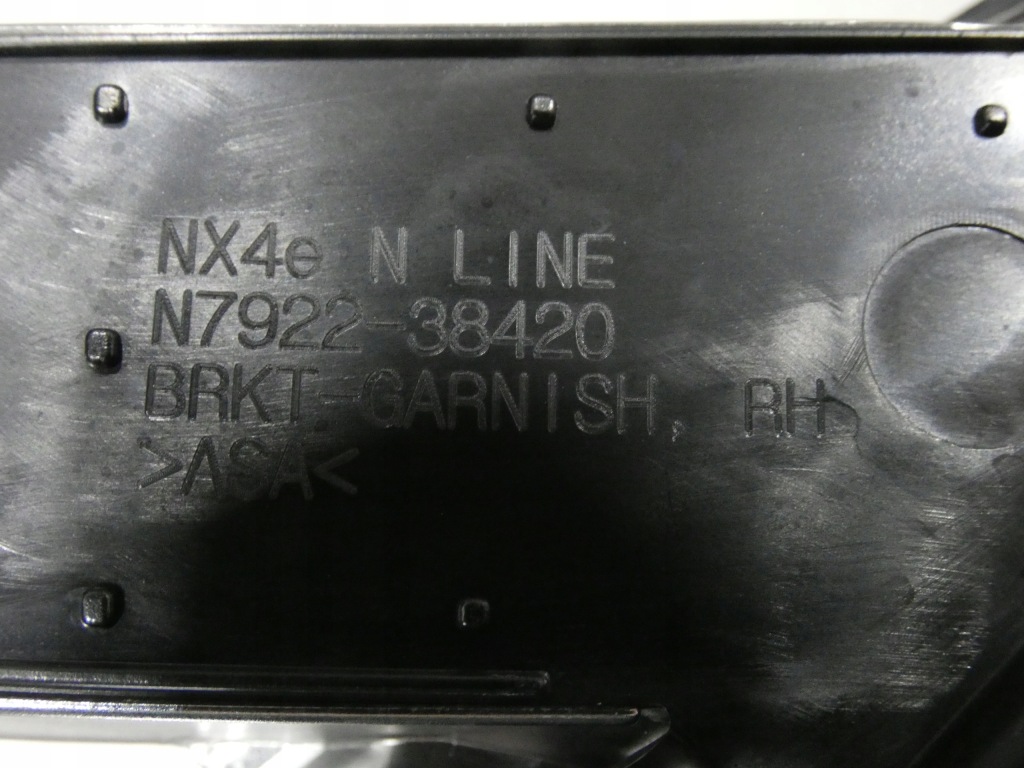 NX4e N LINE
N7922-38420
BRKT-GARNISH, RH
>ASA<